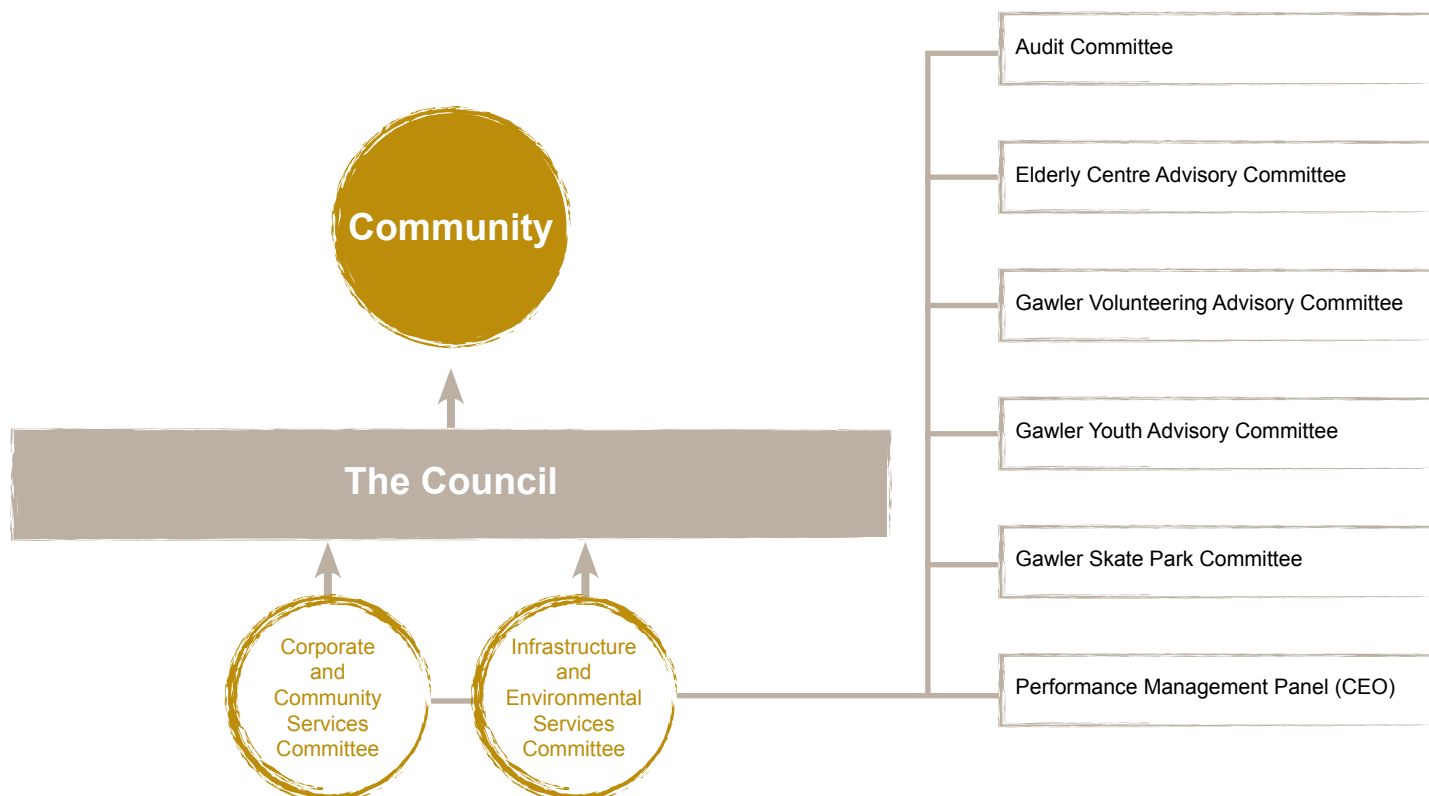 Community
The Council
Corporate
and
Community
Services
Committee
Infrastructure
and
Environmental
Services
Committee
Audit Committee
Elderly Centre Advisory Committee
Gawler Volunteering Advisory Committee
Gawler Youth Advisory Committee
Gawler Skate Park Committee
Performance Management Panel (CEO)